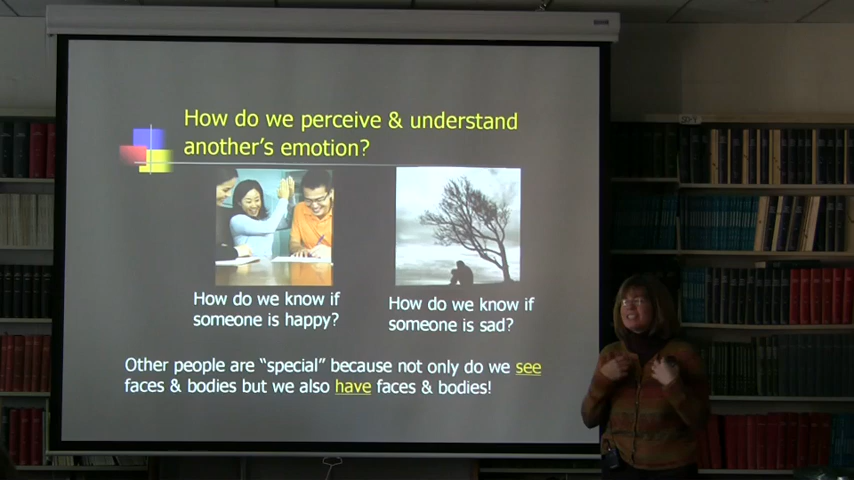 How do we perceive & understand
another's emotion?
How do we know if
someone is happy?
How do we know if
someone is sad?
Other people are “special” because not only do we see
faces & bodies but we also have faces & bodies!